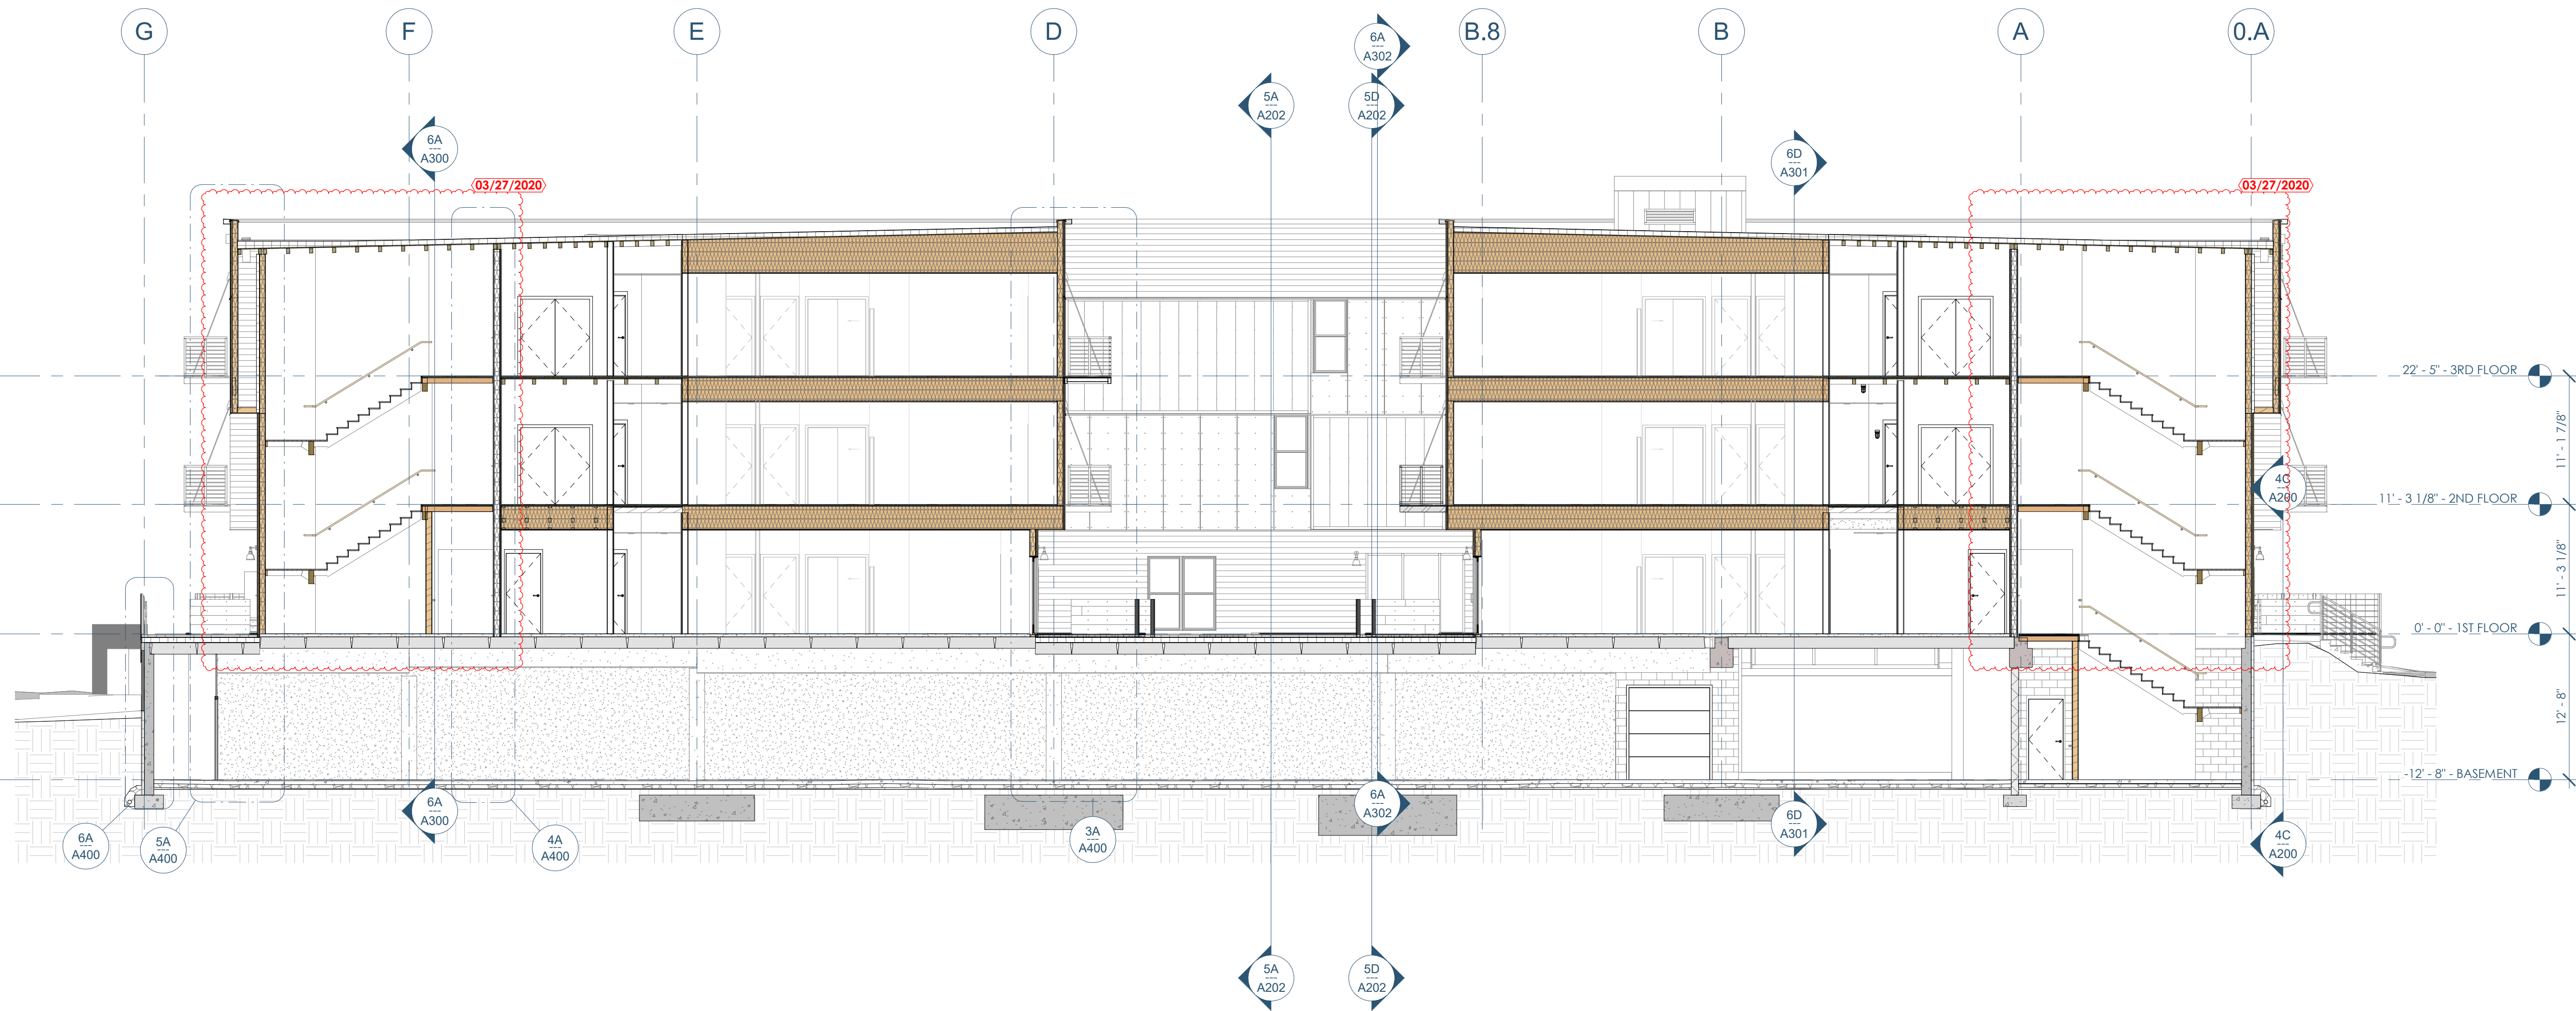 G
F
E
D
B.8
B
A
0.A
6A
---
A302
5A
---
A202
5D
---
A202
6A
---
A300
6D
---
A301
03/27/2020
03/27/2020
22' - 5" - 3RD FLOOR
11' - 1 7/8"
4C
---
A200
11' - 3 1/8" - 2ND FLOOR
11' - 3 1/8"
0' - 0" - 1ST FLOOR
12' - 8"
-12' - 8" - BASEMENT
6A
---
A300
6A
---
A302
6D
---
A301
6A
---
A400
5A
---
A400
4A
---
A400
3A
---
A400
4C
---
A200
5A
---
A202
5D
---
A202